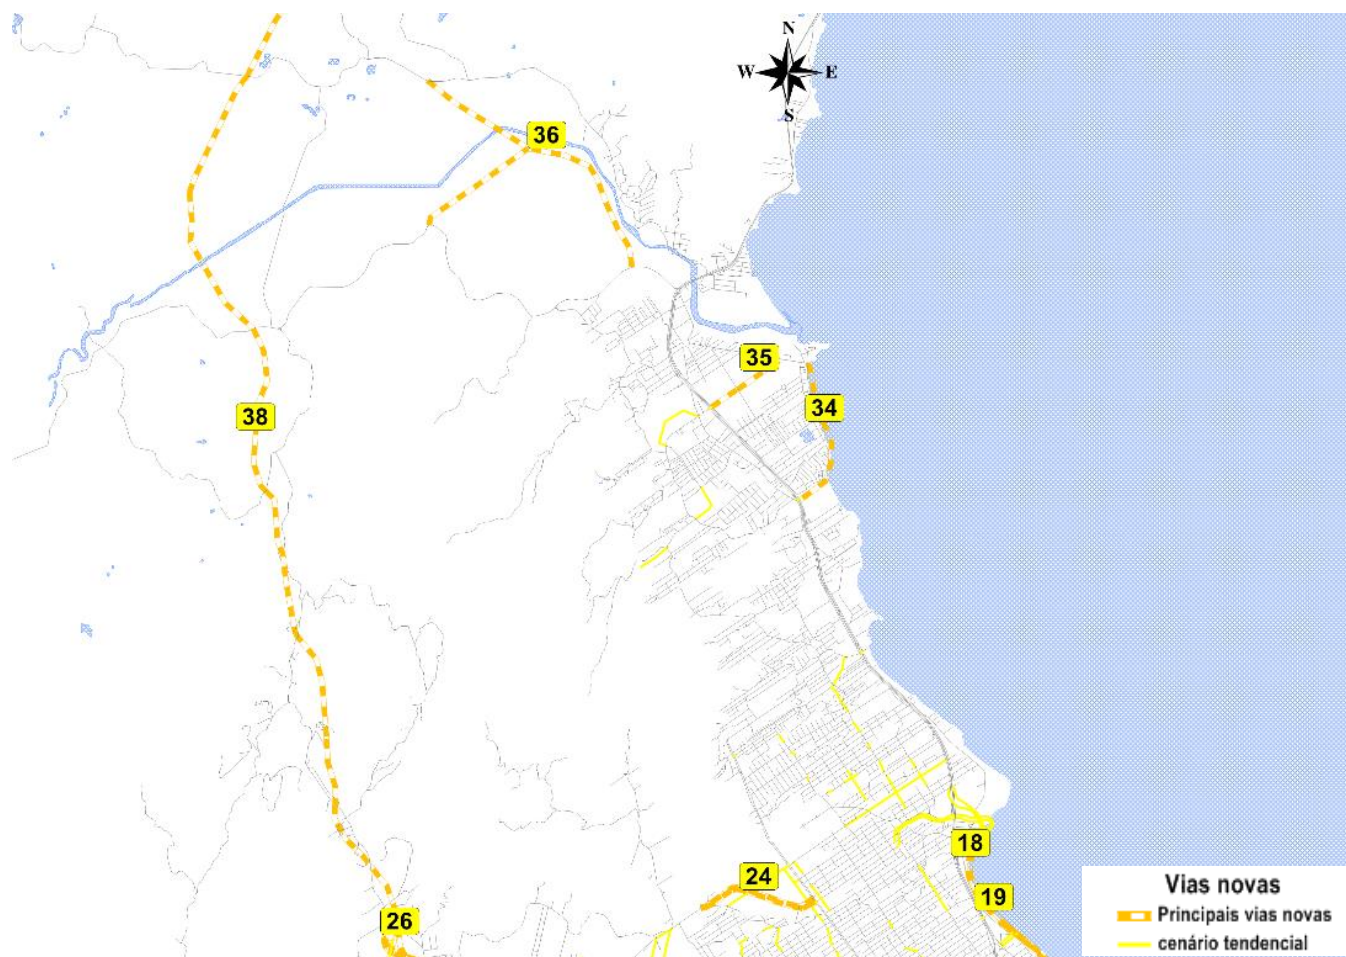 N
W E
S
36
35
34
38
18
24
19
26
Vias novas
Principais vias novas
cenário tendencial